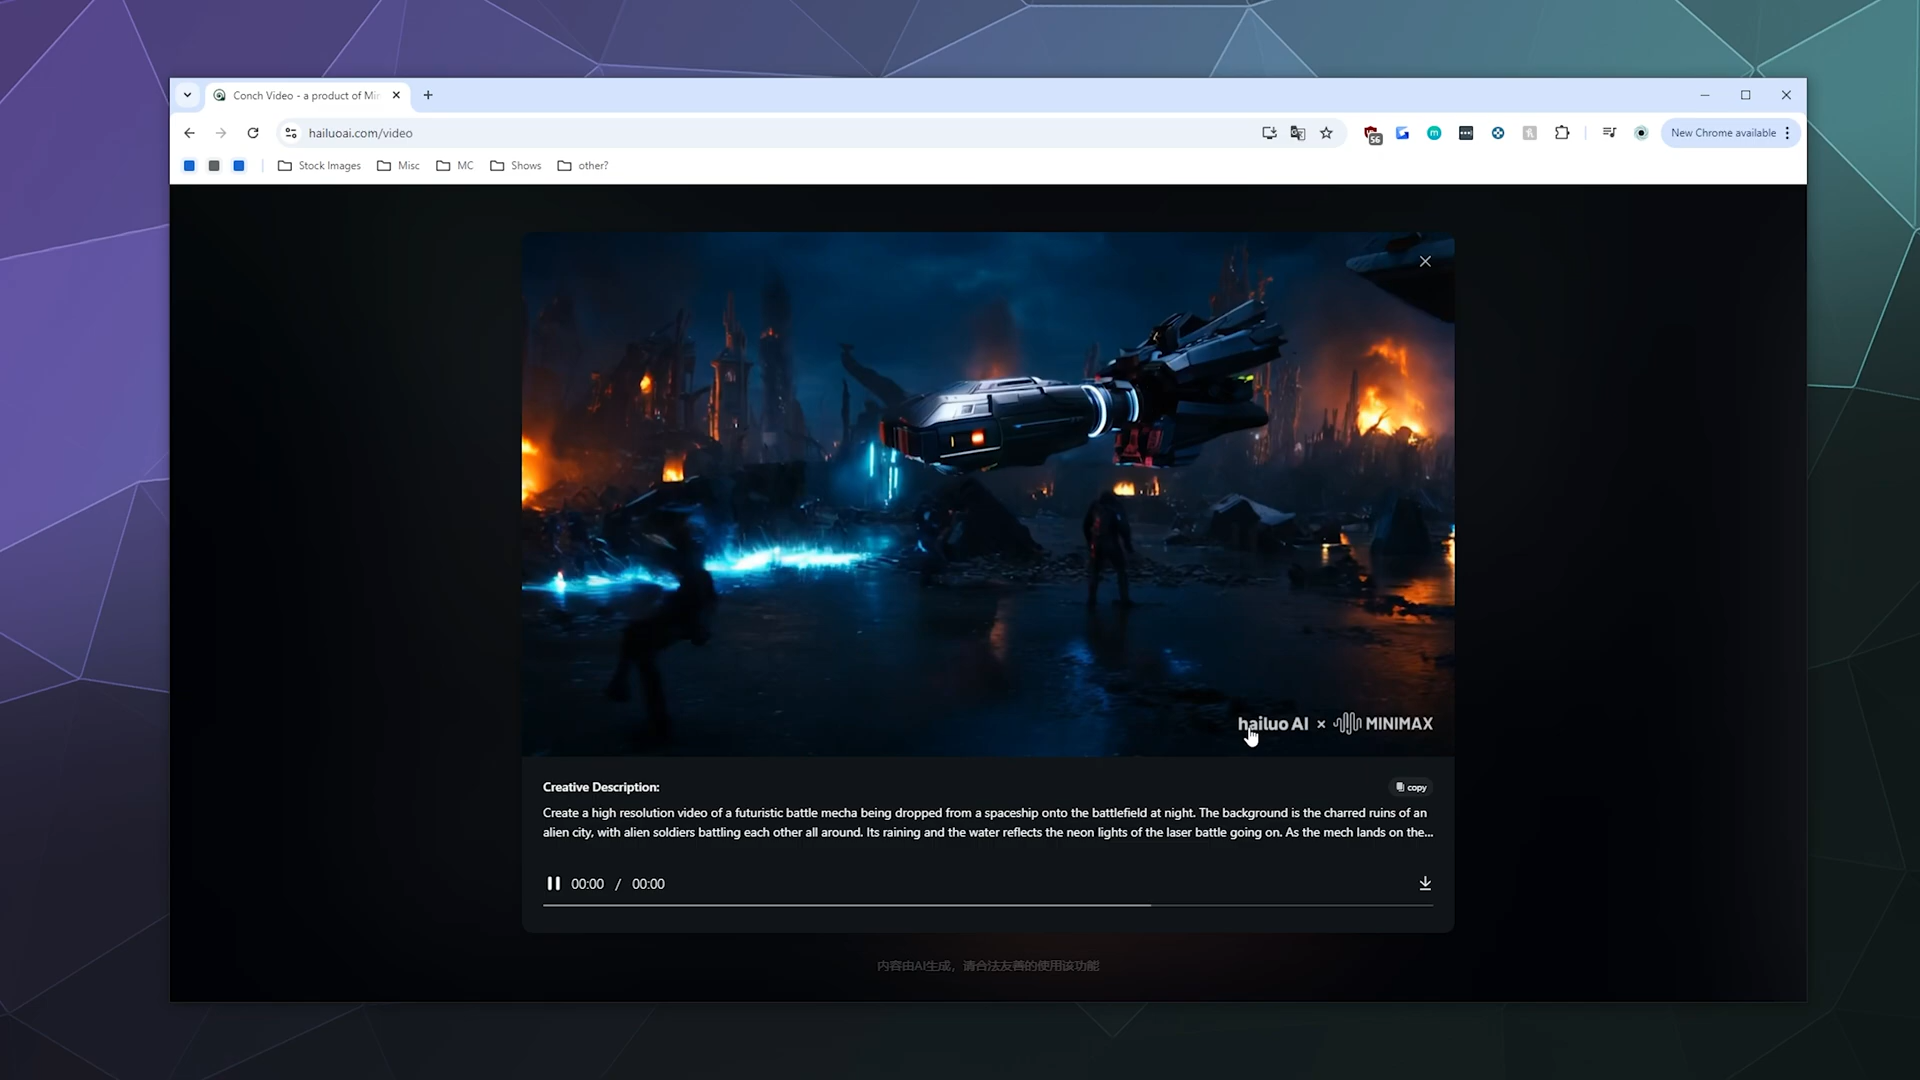 Conch Video - a product of Min
hailuoai.com/video
56
New Chrome available
Stock Images
Misc
MC
Shows
other?
hailuo AI × MINIMAX
Creative Description:
copy
Create a high resolution video of a futuristic battle mecha being dropped from a spaceship onto the battlefield at night. The background is the charred ruins of an
alien city, with alien soldiers battling each other all around. Its raining and the water reflects the neon lights of the laser battle going on. As the mech lands on the...
00:00 / 00:00
内容由AI生成，请合法友善的使用该功能